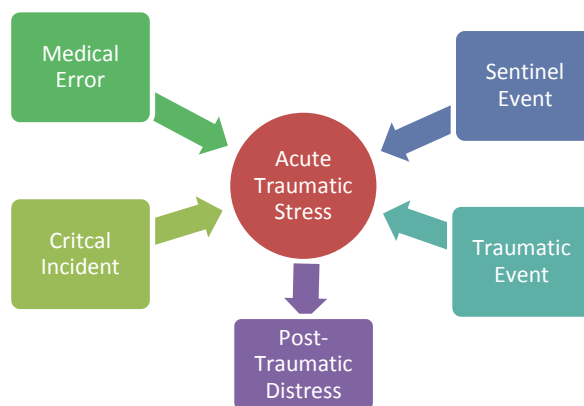 Medical
Error
Sentinel
Event
Acute
Traumatic
Stress
Critcal
Incident
Traumatic
Event
Post-
Traumatic
Distress